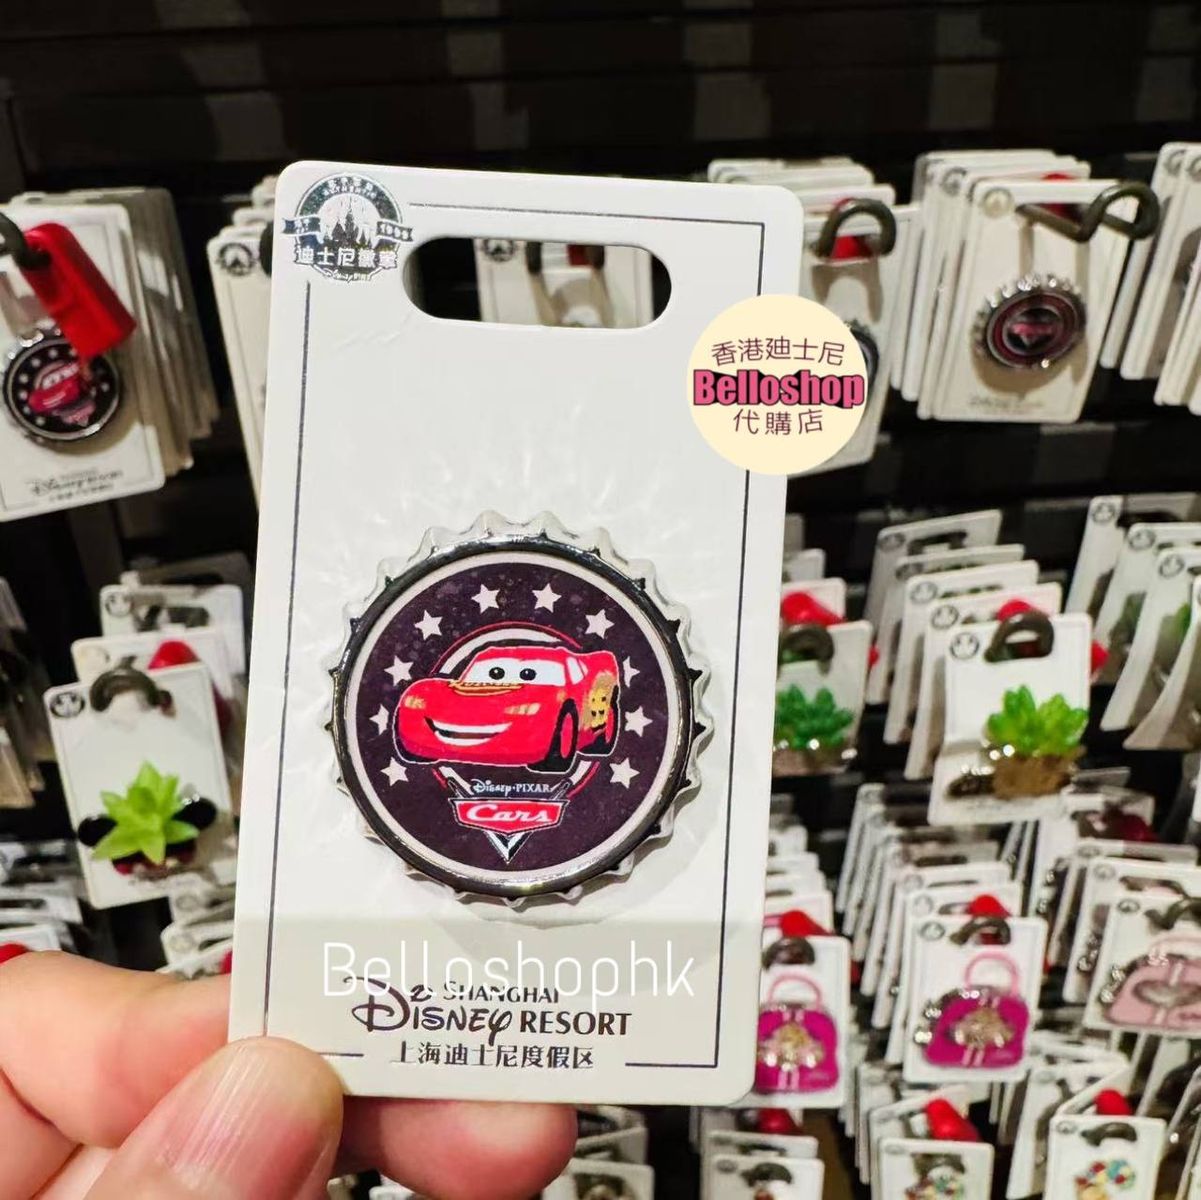 迪士尼徽章
香港廸士尼
Belloshop
代購店
Disney·PIXAR
Cars
Belloshophk
SHANGHAI
Disney RESORT
上海迪士尼度假区